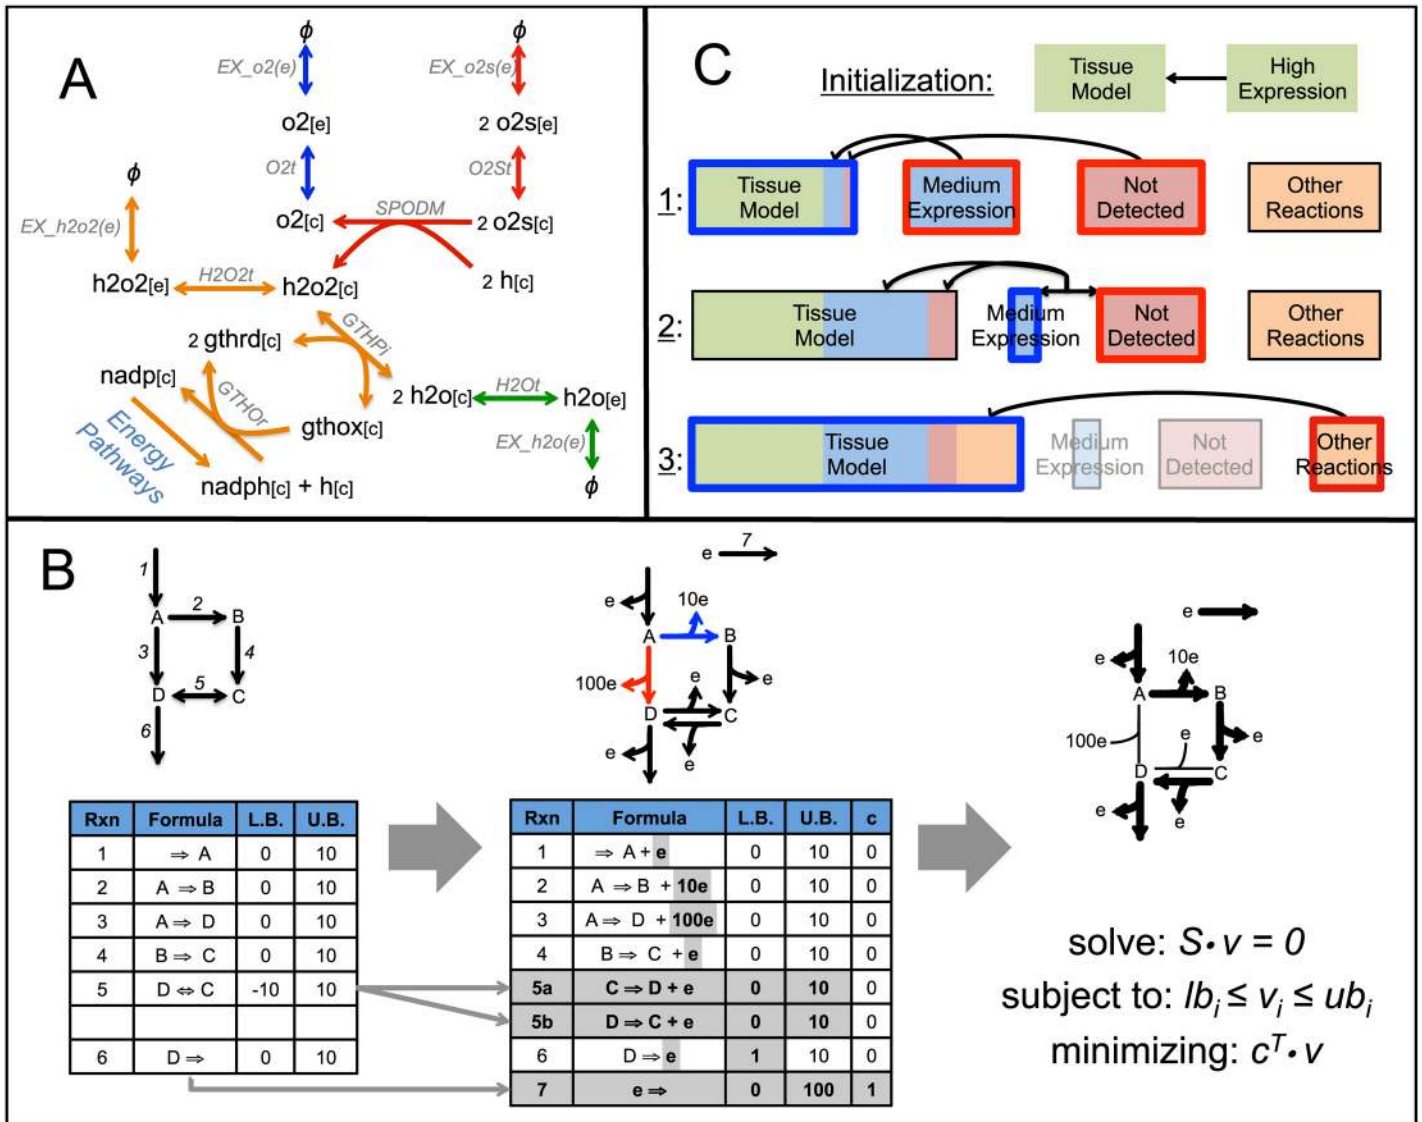 A
ϕ
ϕ
EX_o2(e)
EX_o2s(e)
o2[e]
2 o2s[e]
O2t
O2St
ϕ
SPODM
o2[c]
2 o2s[c]
EX_h2o2(e)
H2O2t
h2o2[e]
h2o2[c]
2 h[c]
GTHPi
2 gthrd[c]
nadp[c]
GTHOr
2 h2o[c]
H2Ot
h2o[e]
gthox[c]
Energy
Pathways
EX_h2o(e)
nadph[c] + h[c]
ϕ
C
Initialization:
Tissue
Model
High
Expression
1:
Tissue
Model
Medium
Expression
Not
Detected
Other
Reactions
2:
Tissue
Model
Medium
Expression
Not
Detected
Other
Reactions
3:
Tissue
Model
Medium
Expression
Not
Detected
Other
Reactions
B
1
A 2 B
3 4
D 5 C
6
Rxn Formula L.B. U.B.
1 ⇒ A 0 10
2 A ⇒ B 0 10
3 A ⇒ D 0 10
4 B ⇒ C 0 10
5 D ⇔ C -10 10
6 D ⇒ 0 10
e 7
e 10e
A B
100e e e
D C
e e
Rxn Formula L.B. U.B. c
1 ⇒ A + e 0 10 0
2 A ⇒ B + 10e 0 10 0
3 A ⇒ D + 100e 0 10 0
4 B ⇒ C + e 0 10 0
5a C ⇒ D + e 0 10 0
5b D ⇒ C + e 0 10 0
6 D ⇒ e 1 10 0
7 e ⇒ 0 100 1
e
e 10e
A B
100e e e
D C
e e
solve: S • v = 0
subject to: lbi ≤ vi ≤ ubi
minimizing: cT • v